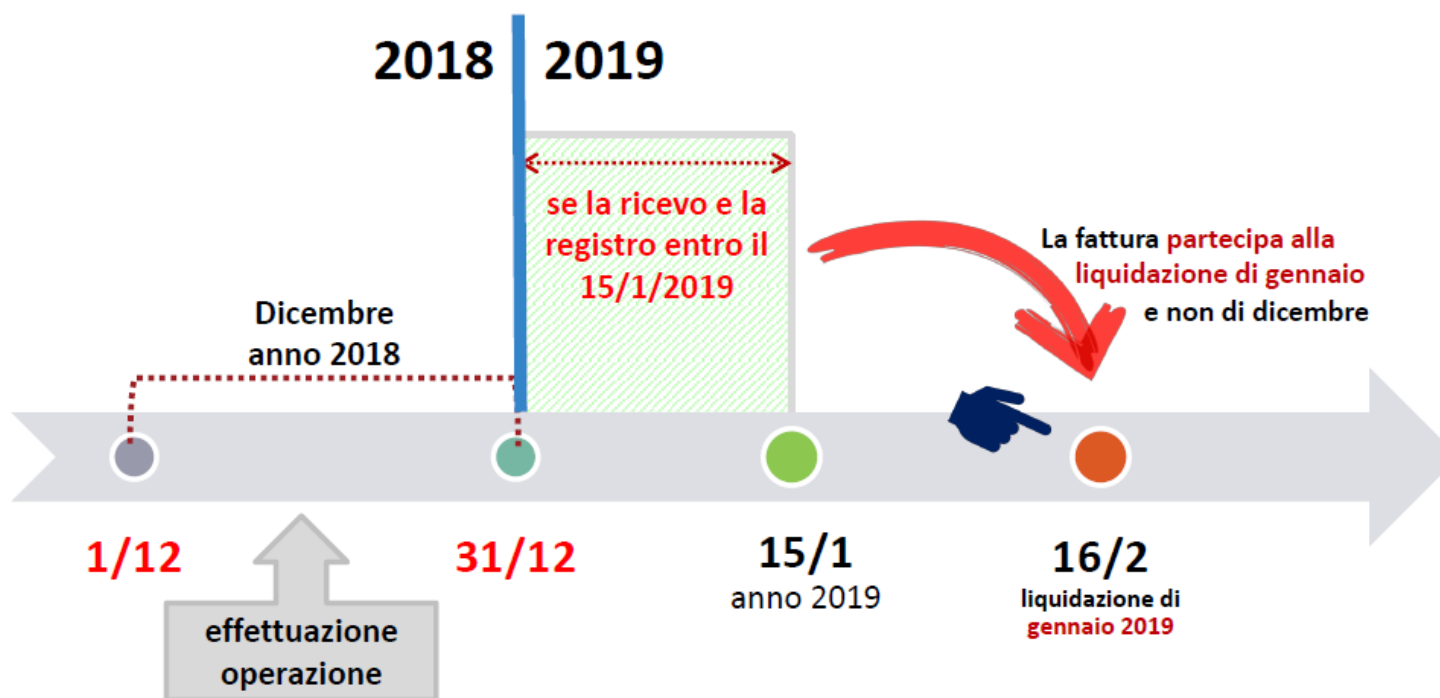 2018 2019
se la ricevo e la
registro entro il
15/1/2019
La fattura partecipa alla
liquidazione di gennaio
e non di dicembre
Dicembre
anno 2018
1/12
31/12
15/1
anno 2019
16/2
liquidazione di
gennaio 2019
effettuazione
operazione